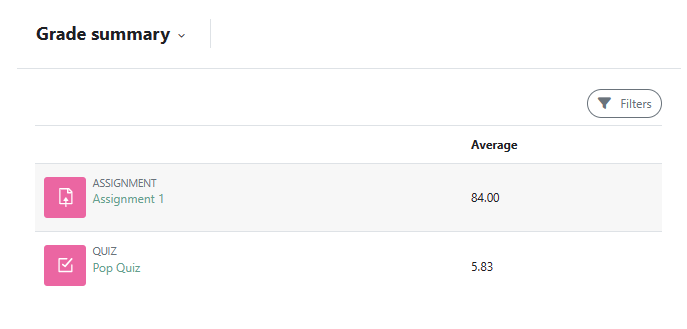 Grade summary
Filters
Average
ASSIGNMENT
Assignment 1
84.00
QUIZ
Pop Quiz
5.83